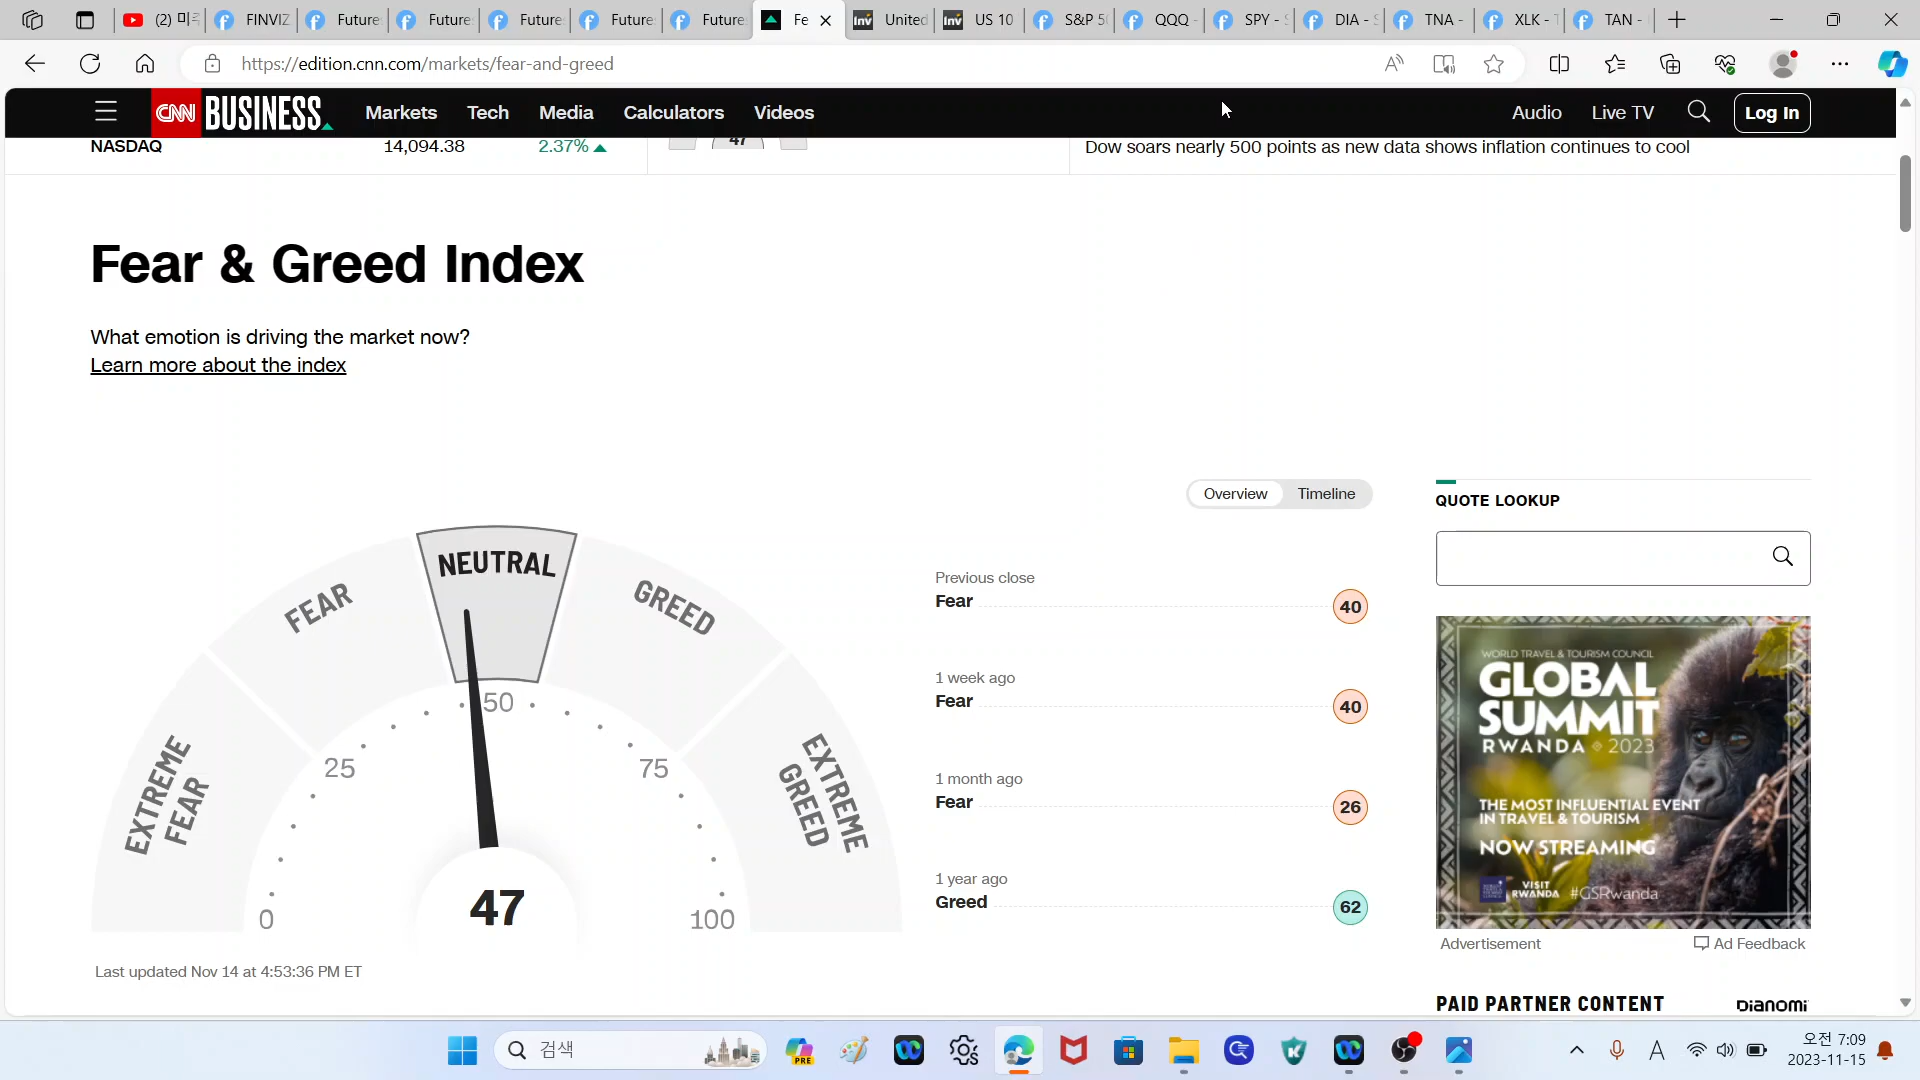 (2) 미국
FINVIZ
Future
Future
Future
Future
Future
Fe
United
US 10
S&P 50
QQQ -
SPY - S
DIA - S
TNA -
XLK - T
TAN -
https://edition.cnn.com/markets/fear-and-greed
CNN BUSINESS
Markets
Tech
Media
Calculators
Videos
Audio
Live TV
Log In
NASDAQ 14,094.38 2.37%
47
Dow soars nearly 500 points as new data shows inflation continues to cool
Fear & Greed Index
What emotion is driving the market now?
Learn more about the index
Overview
Timeline
EXTREME
FEAR
FEAR
NEUTRAL
GREED
EXTREME
GREED
0
25
50
75
100
47
Last updated Nov 14 at 4:53:36 PM ET
Previous close
Fear 40
1 week ago
Fear 40
1 month ago
Fear 26
1 year ago
Greed 62
QUOTE LOOKUP
WORLD TRAVEL & TOURISM COUNCIL
GLOBAL
SUMMIT
RWANDA 2023
THE MOST INFLUENTIAL EVENT
IN TRAVEL & TOURISM
NOW STREAMING
VISIT
RWANDA
#GSRwanda
Advertisement
Ad Feedback
PAID PARTNER CONTENT
DIANOMI
검색
PRE
A
오전 7:09
2023-11-15